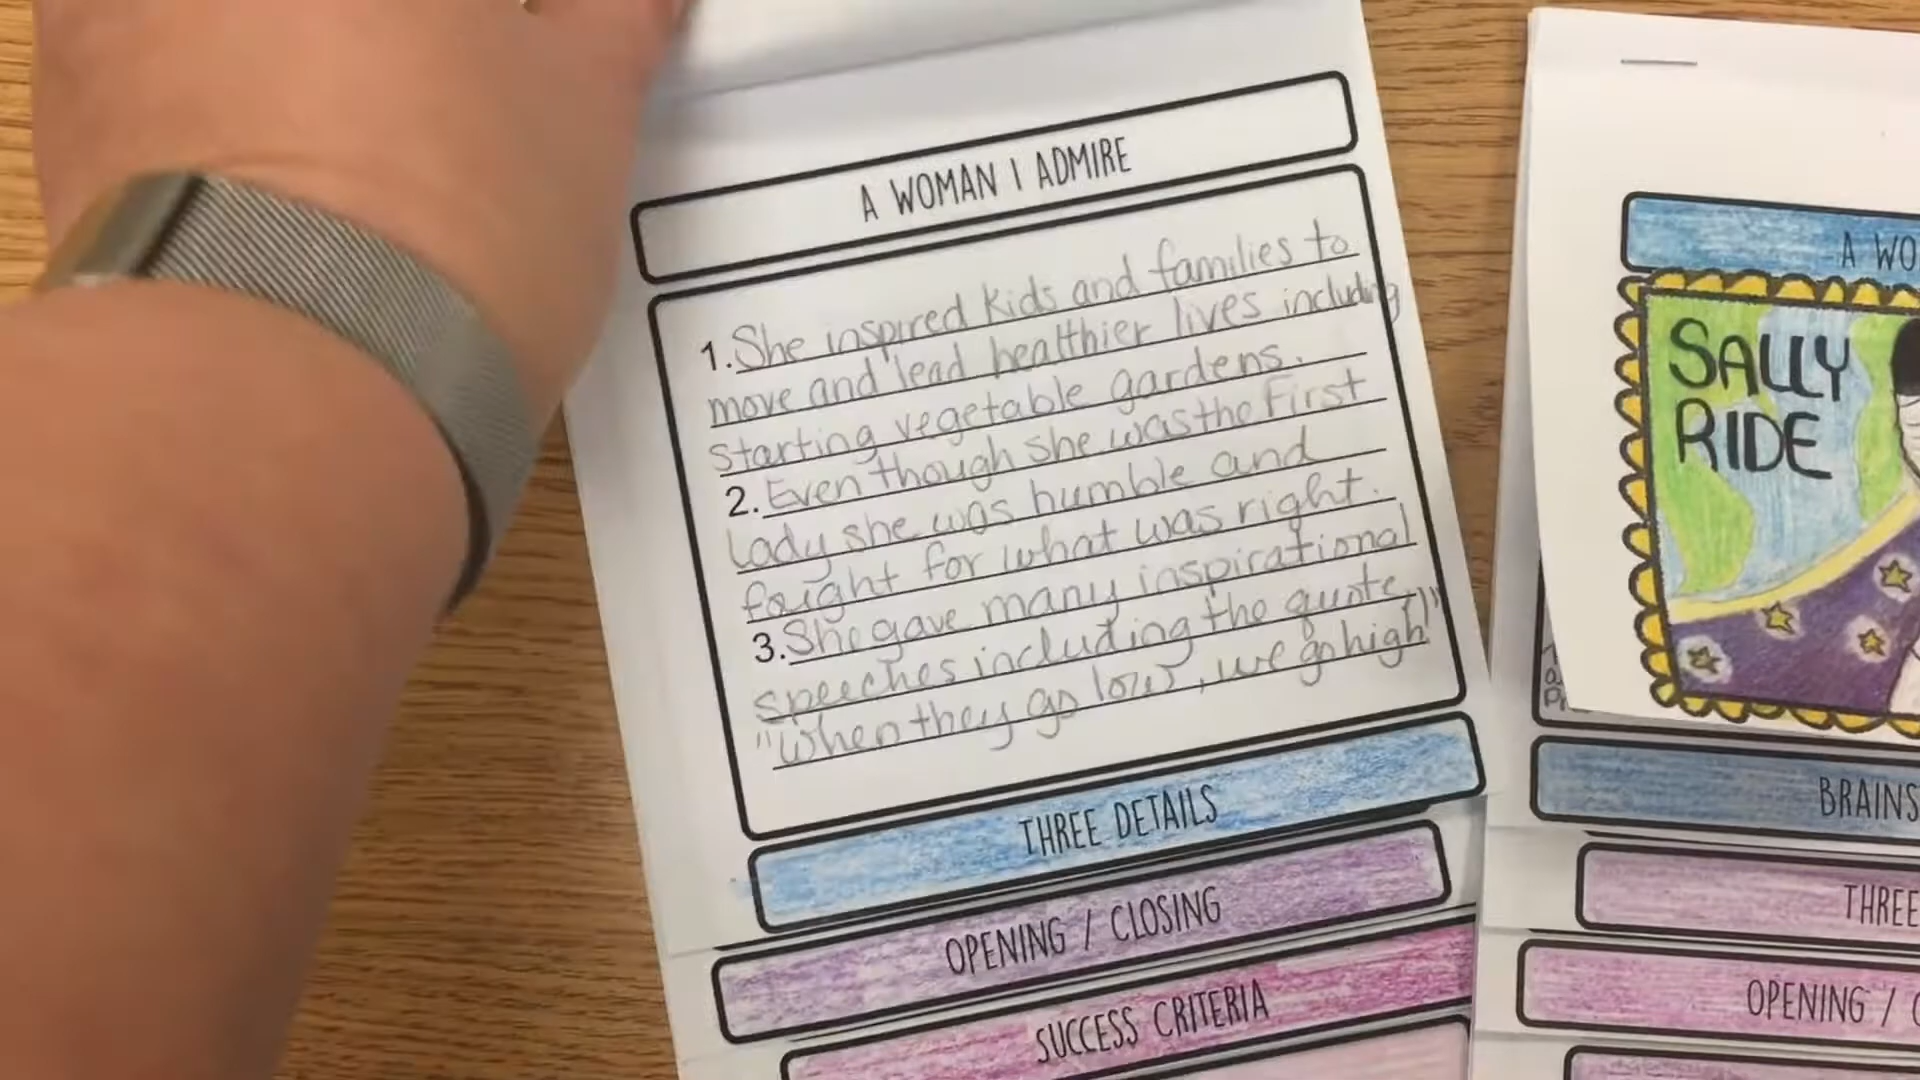 A WOMAN I ADMIRE
1. She inspired kids and families to
move and lead healthier lives including
starting vegetable gardens.
2. Even though she was the First
Lady she was humble and
fought for what was right.
3. She gave many inspirational
speeches including the quote,
"When they go low, we go high!"
THREE DETAILS
OPENING / CLOSING
SUCCESS CRITERIA
A WO
SALLY
RIDE
BRAINS
THREE
OPENING / C